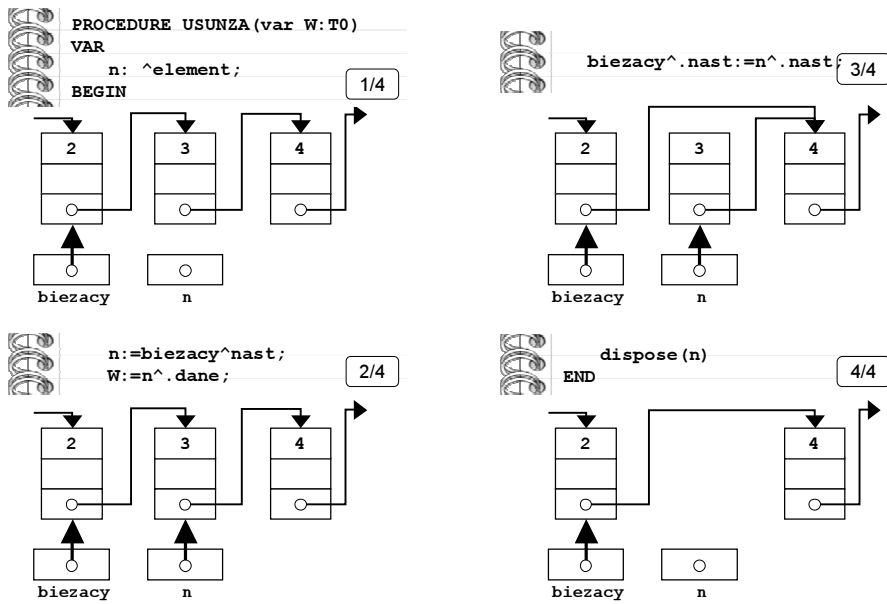 PROCEDURE USUNZA(var W:T0)
VAR
n: ^element;
BEGIN
1/4
2 3 4
biezacy n
n:=biezacy^nast;
W:=n^.dane;
2/4
2 3 4
biezacy n
biezacy^.nast:=n^.nast;
3/4
2 3 4
biezacy n
dispose(n)
END
4/4
2 4
biezacy n